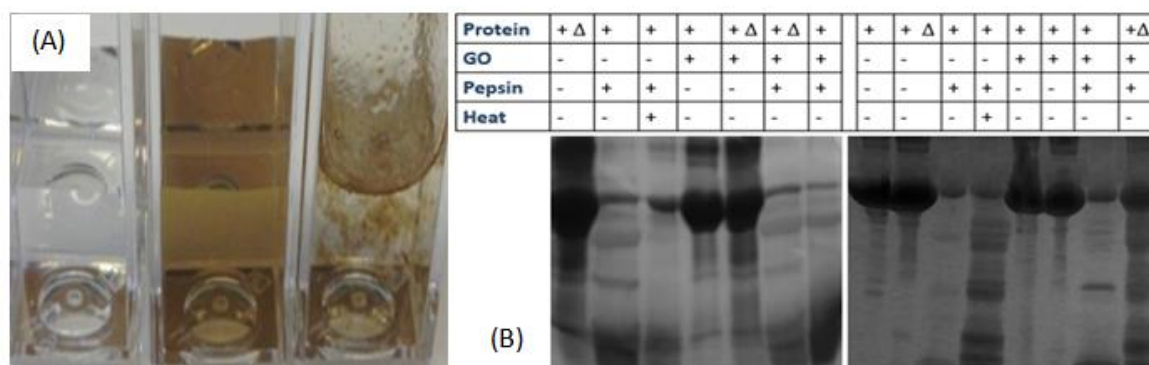 (A)
Protein + Δ + + + + Δ + Δ + + + Δ + + + + + +Δ
GO - - - + + + + - - - - + + + +
Pepsin - + + - - + + - - + + - - + +
Heat - - + - - - - - - - + - - - -
(B)